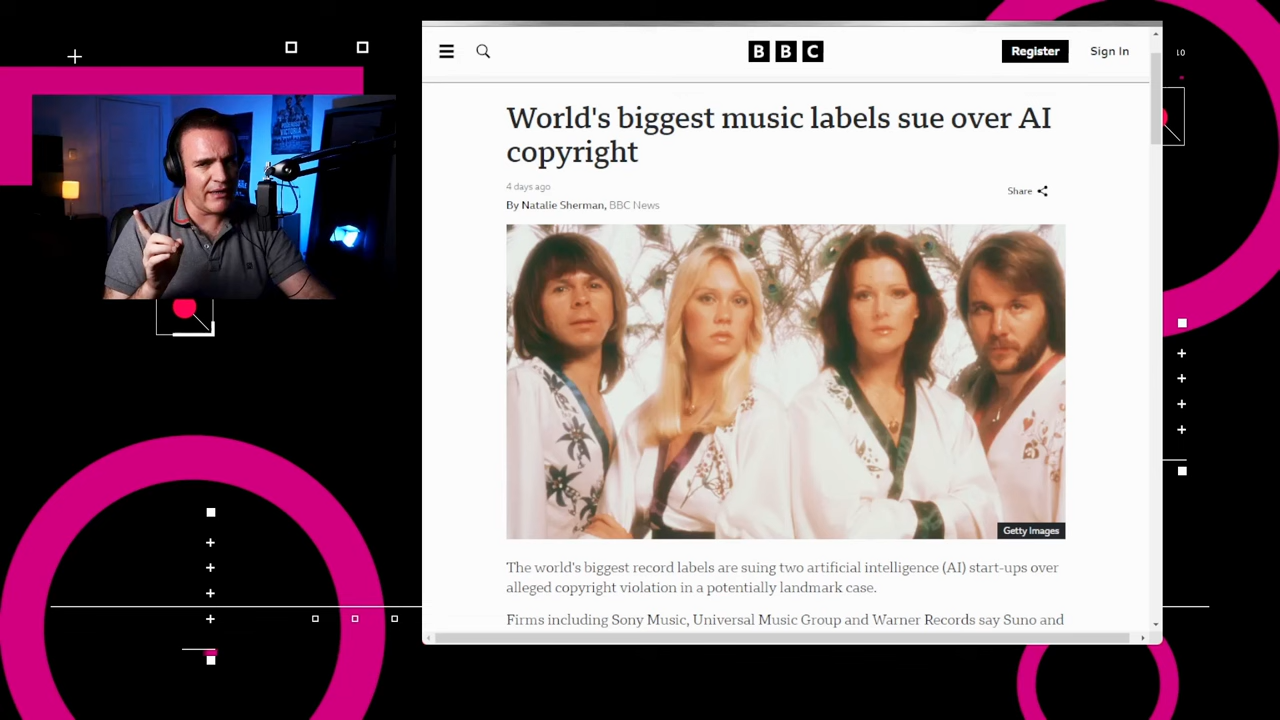 BBC
Register
Sign In
World's biggest music labels sue over AI
copyright
4 days ago
Share
By Natalie Sherman, BBC News
Getty Images
The world's biggest record labels are suing two artificial intelligence (AI) start-ups over
alleged copyright violation in a potentially landmark case.
Firms including Sony Music, Universal Music Group and Warner Records say Suno and
10